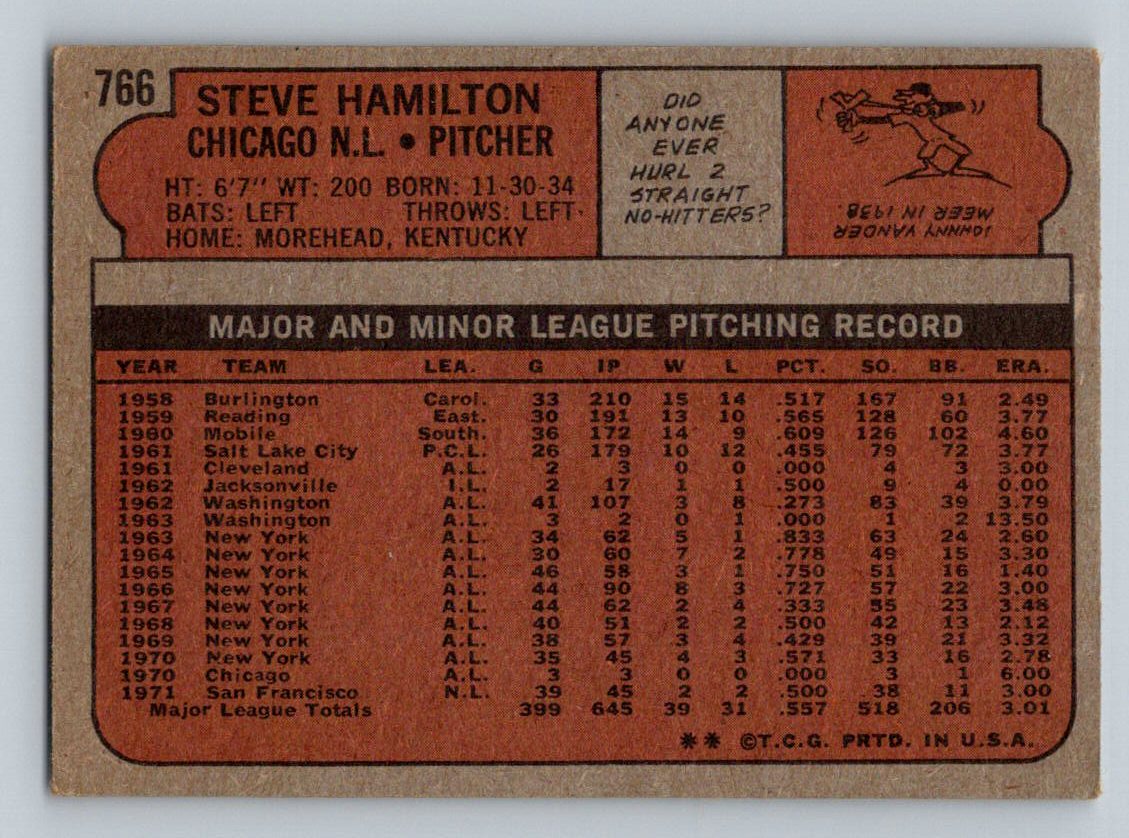 766
STEVE HAMILTON
CHICAGO N.L. • PITCHER
HT: 6'7" WT: 200 BORN: 11-30-34
BATS: LEFT THROWS: LEFT
HOME: MOREHEAD, KENTUCKY
DID
ANYONE
EVER
HURL 2
STRAIGHT
NO-HITTERS?
JOHNNY VANDER
MEER IN 1938.
MAJOR AND MINOR LEAGUE PITCHING RECORD
YEAR TEAM LEA. G IP W L PCT. SO. BB. ERA.
1958 Burlington Carol. 33 210 15 14 .517 167 91 2.49
1959 Reading East. 30 191 13 10 .565 128 60 3.77
1960 Mobile South. 36 172 14 9 .609 126 102 4.60
1961 Salt Lake City P.C.L. 26 179 10 12 .455 79 72 3.77
1961 Cleveland A.L. 2 3 0 0 .000 4 3 3.00
1962 Jacksonville I.L. 2 17 1 1 .500 9 4 0.00
1962 Washington A.L. 41 107 3 8 .273 83 39 3.79
1963 Washington A.L. 3 2 0 1 .000 1 2 13.50
1963 New York A.L. 34 62 5 1 .833 63 24 2.60
1964 New York A.L. 30 60 7 2 .778 49 15 3.30
1965 New York A.L. 46 58 3 1 .750 51 16 1.40
1966 New York A.L. 44 90 8 3 .727 57 22 3.00
1967 New York A.L. 44 62 2 4 .333 55 23 3.48
1968 New York A.L. 40 51 2 2 .500 42 13 2.12
1969 New York A.L. 38 57 3 4 .429 39 21 3.32
1970 New York A.L. 35 45 4 3 .571 33 16 2.78
1970 Chicago A.L. 3 3 0 0 .000 3 1 6.00
1971 San Francisco N.L. 39 45 2 2 .500 38 11 3.00
Major League Totals 399 645 39 31 .557 518 206 3.01
** ©T.C.G. PRTD. IN U.S.A.